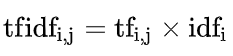 tfidf_{i,j} = tf_{i,j} × idf_i